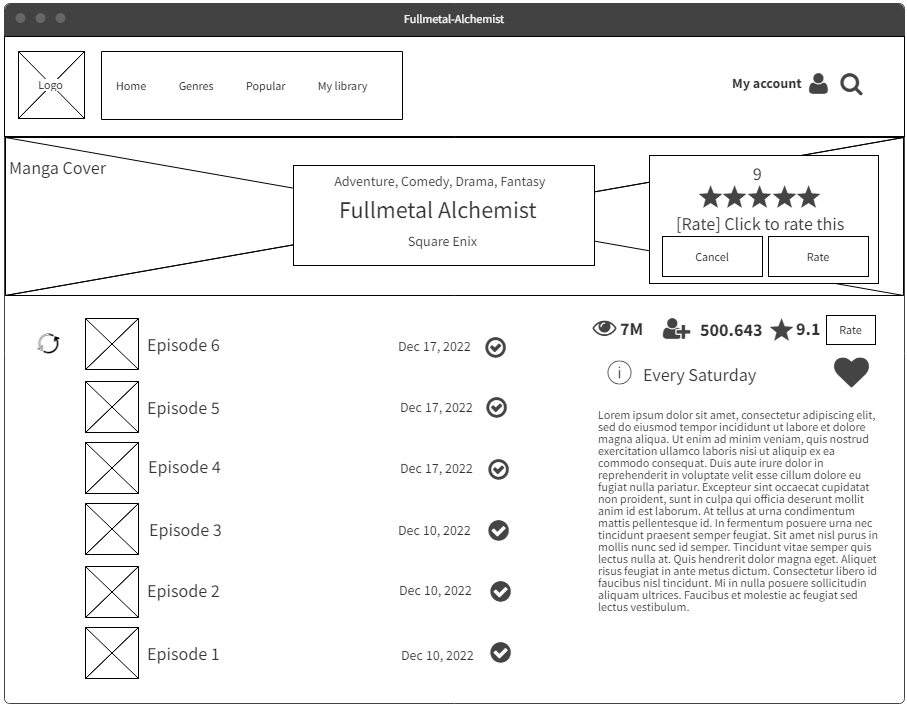 Fullmetal-Alchemist
Logo
Home
Genres
Popular
My library
My account
Manga Cover
Adventure, Comedy, Drama, Fantasy
Fullmetal Alchemist
Square Enix
9
[Rate] Click to rate this
Cancel
Rate
Episode 6
Dec 17, 2022
Episode 5
Dec 17, 2022
Episode 4
Dec 17, 2022
Episode 3
Dec 10, 2022
Episode 2
Dec 10, 2022
Episode 1
Dec 10, 2022
7M
500.643
9.1
Rate
i
Every Saturday
Lorem ipsum dolor sit amet, consectetur adipiscing elit,
sed do eiusmod tempor incididunt ut labore et dolore
magna aliqua. Ut enim ad minim veniam, quis nostrud
exercitation ullamco laboris nisi ut aliquip ex ea
commodo consequat. Duis aute irure dolor in
reprehenderit in voluptate velit esse cillum dolore eu
fugiat nulla pariatur. Excepteur sint occaecat cupidatat
non proident, sunt in culpa qui officia deserunt mollit
anim id est laborum. At tellus at urna condimentum
mattis pellentesque id. In fermentum posuere urna nec
tincidunt praesent semper feugiat. Sit amet nisl purus in
mollis nunc sed id semper. Tincidunt vitae semper quis
lectus nulla at. Quis hendrerit dolor magna eget. Aliquet
risus feugiat in ante metus dictum. Consectetur libero id
faucibus nisl tincidunt. Mi in nulla posuere sollicitudin
aliquam ultrices. Faucibus et molestie ac feugiat sed
lectus vestibulum.